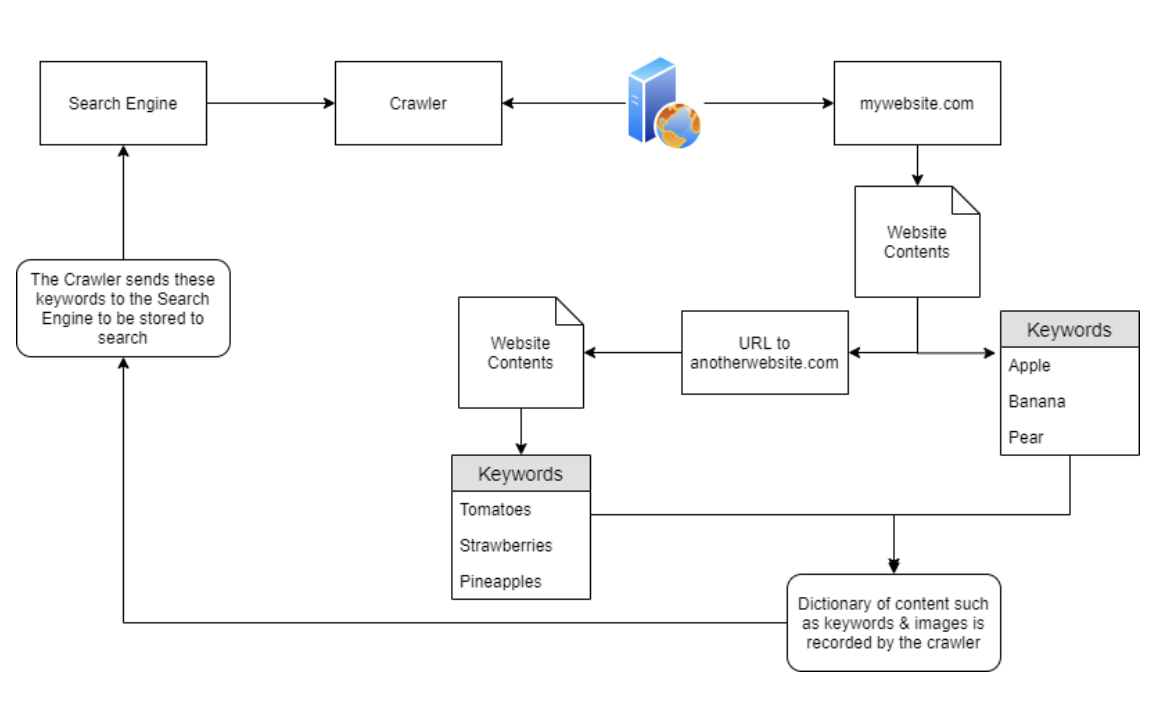 Search Engine
Crawler
mywebsite.com
Website
Contents
The Crawler sends these
keywords to the Search
Engine to be stored to
search
Website
Contents
URL to
anotherwebsite.com
Keywords
Apple
Banana
Pear
Keywords
Tomatoes
Strawberries
Pineapples
Dictionary of content such
as keywords & images is
recorded by the crawler